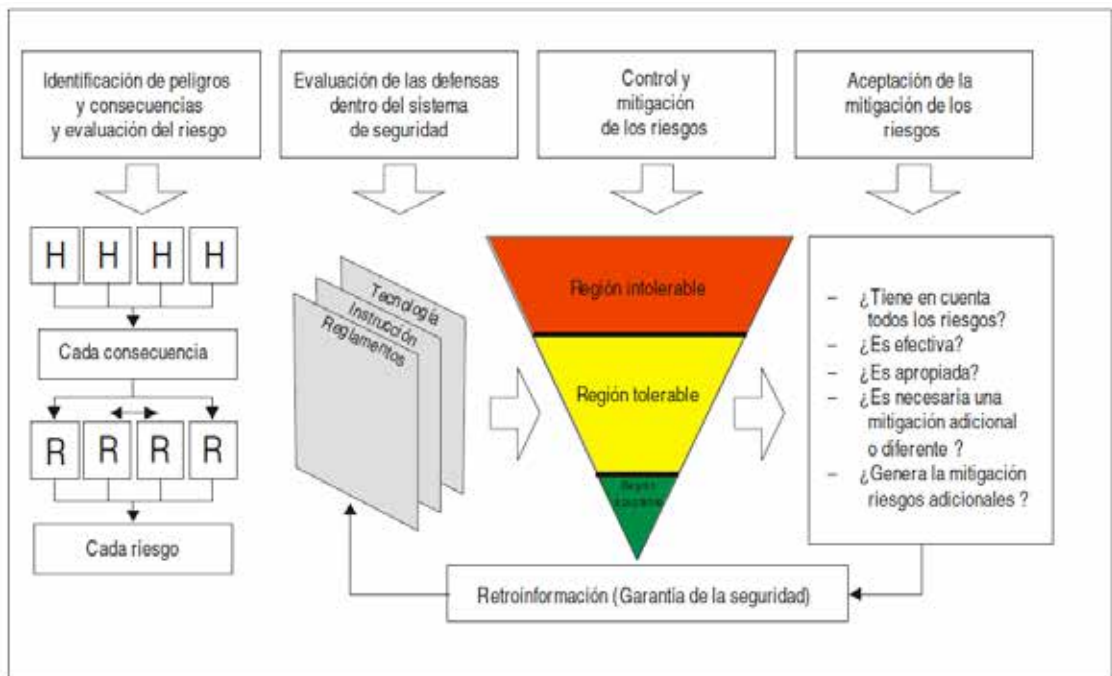 Identificación de peligros
y consecuencias
y evaluación del riesgo
Evaluación de las defensas
dentro del sistema
de seguridad
Control y
mitigación
de los riesgos
Aceptación de la
mitigación de los
riesgos
H H H H
Cada consecuencia
R R R R
Cada riesgo
Tecnología
Instrucción
Reglamentos
Región intolerable
Región tolerable
Región
– ¿Tiene en cuenta
todos los riesgos?
– ¿Es efectiva?
– ¿Es apropiada?
– ¿Es necesaria una
mitigación adicional
o diferente ?
– ¿Genera la mitigación
riesgos adicionales ?
Retroinformación (Garantía de la seguridad)